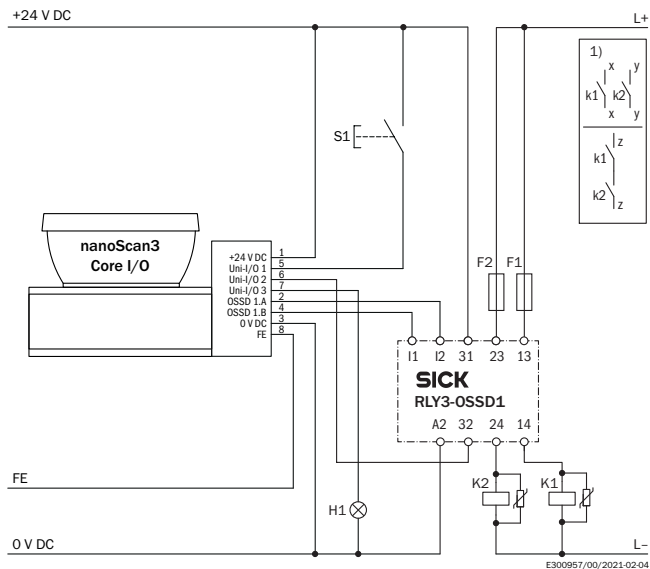 +24 V DC
L+
1)
x
y
k1
k2
x
y
z
k1
k2
z
S1
nanoScan3
Core I/O
+24 V DC 1
Uni-I/O 1 5
Uni-I/O 2 6
Uni-I/O 3 7
OSSD 1.A 2
OSSD 1.B 4
0 V DC 3
FE 8
F2
F1
I1 I2 31 23 13
SICK
RLY3-OSSD1
A2 32 24 14
FE
H1
K2
K1
0 V DC
L–
E300957/00/2021-02-04